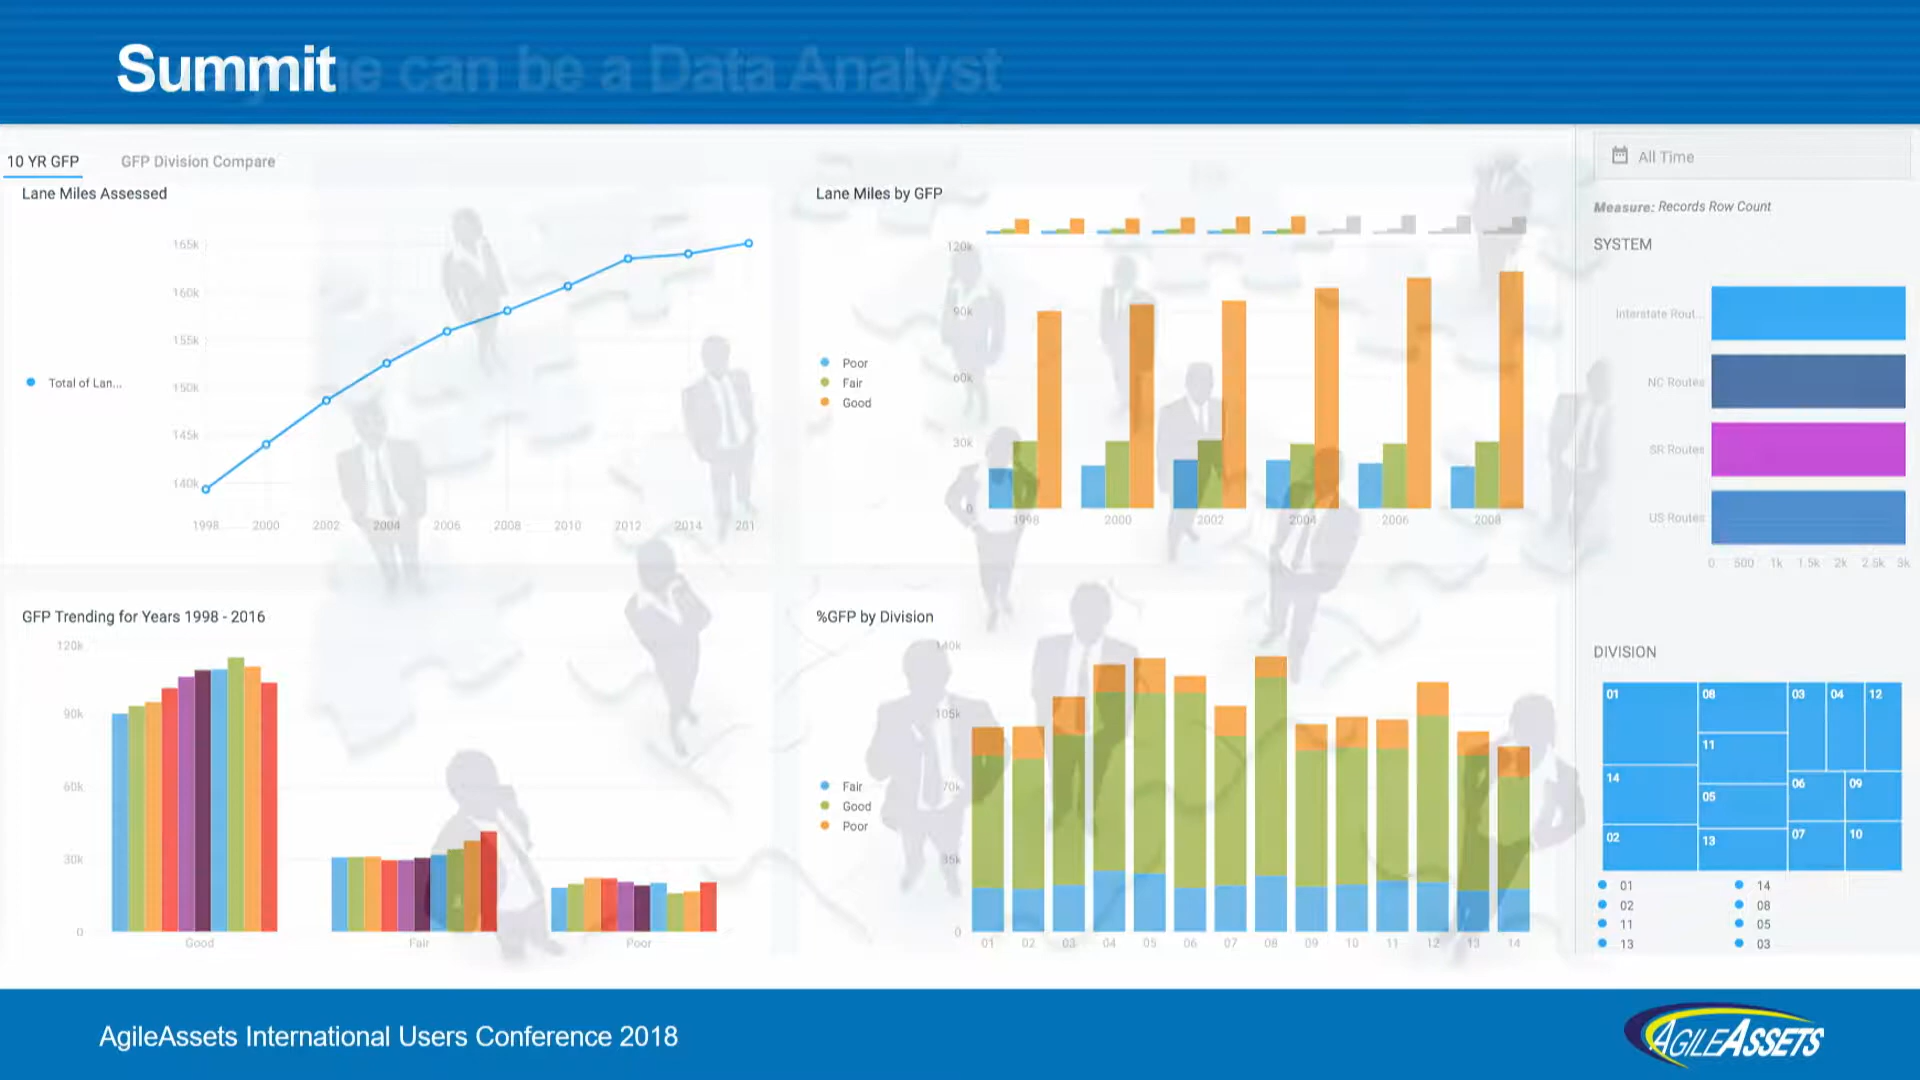 Summit
ne can be a Data Analyst
10 YR GFP
GFP Division Compare
Lane Miles Assessed
165k
160k
155k
150k
145k
140k
Total of Lan...
1998 2000 2002 2004 2006 2008 2010 2012 2014 201
Lane Miles by GFP
120k
90k
60k
30k
0
Poor
Fair
Good
1998 2000 2002 2004 2006 2008
GFP Trending for Years 1998 - 2016
120k
90k
60k
30k
0
Good Fair Poor
%GFP by Division
140k
105k
70k
35k
0
Fair
Good
Poor
01 02 03 04 05 06 07 08 09 10 11 12 13 14
All Time
Measure: Records Row Count
SYSTEM
Interstate Rout...
NC Routes
SR Routes
US Routes
0 500 1k 1.5k 2k 2.5k 3k
DIVISION
01 08 03 04 12
11
14 06 09
05
02 13 07 10
01 14
02 08
11 05
13 03
AgileAssets International Users Conference 2018
AGILEASSETS